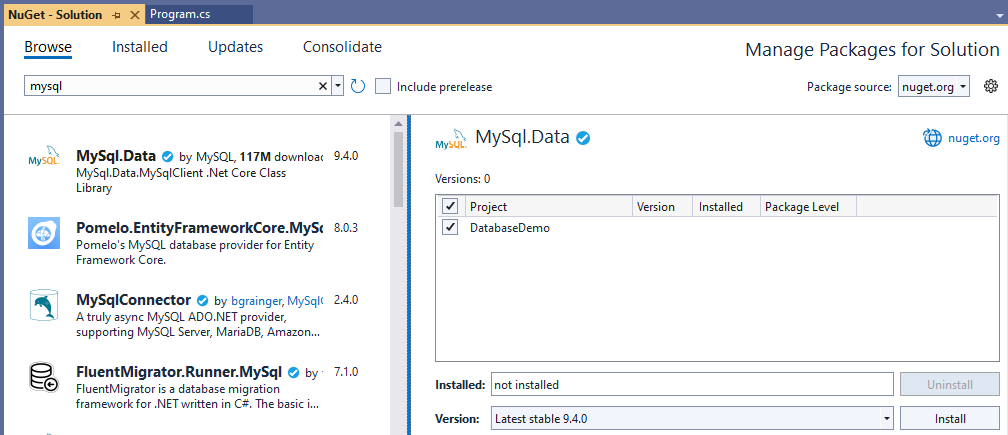 NuGet - Solution
Program.cs
Browse Installed Updates Consolidate
Manage Packages for Solution
mysql
Include prerelease
Package source: nuget.org
MySql.Data by MySQL, 117M downloads 9.4.0
MySql.Data.MySqlClient .Net Core Class
Library
Pomelo.EntityFrameworkCore.MySq 8.0.3
Pomelo's MySQL database provider for Entity
Framework Core.
MySqlConnector by bgrainger, MySqlC 2.4.0
A truly async MySQL ADO.NET provider,
supporting MySQL Server, MariaDB, Amazon...
FluentMigrator.Runner.MySql by 7.1.0
FluentMigrator is a database migration
framework for .NET written in C#. The basic i...
MySQL
MySQL
MySql.Data
nuget.org
Versions: 0
Project Version Installed Package Level
DatabaseDemo
Installed: not installed Uninstall
Version: Latest stable 9.4.0 Install